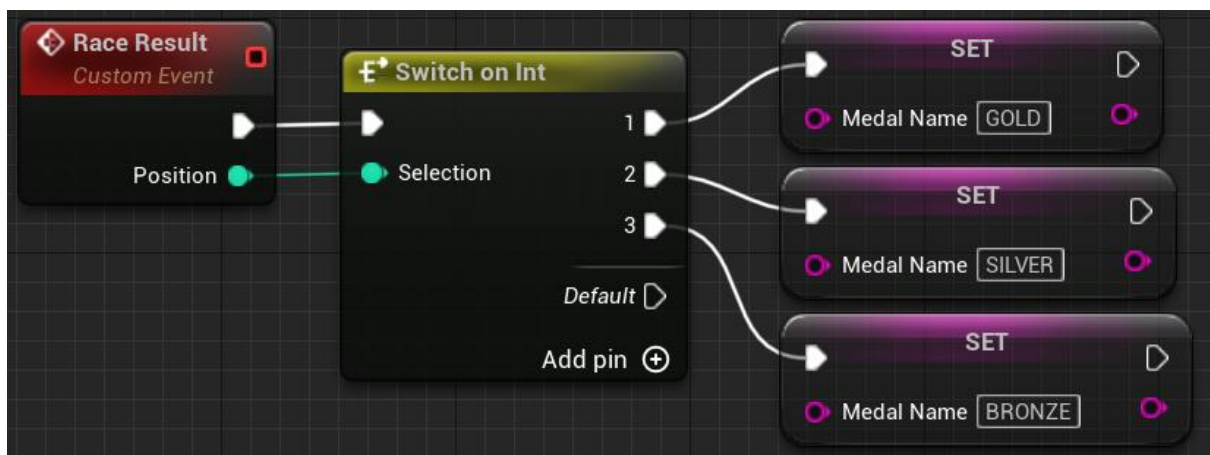 Race Result
Custom Event
Position
Switch on Int
Selection
1
2
3
Default
Add pin
SET
Medal Name GOLD
SET
Medal Name SILVER
SET
Medal Name BRONZE